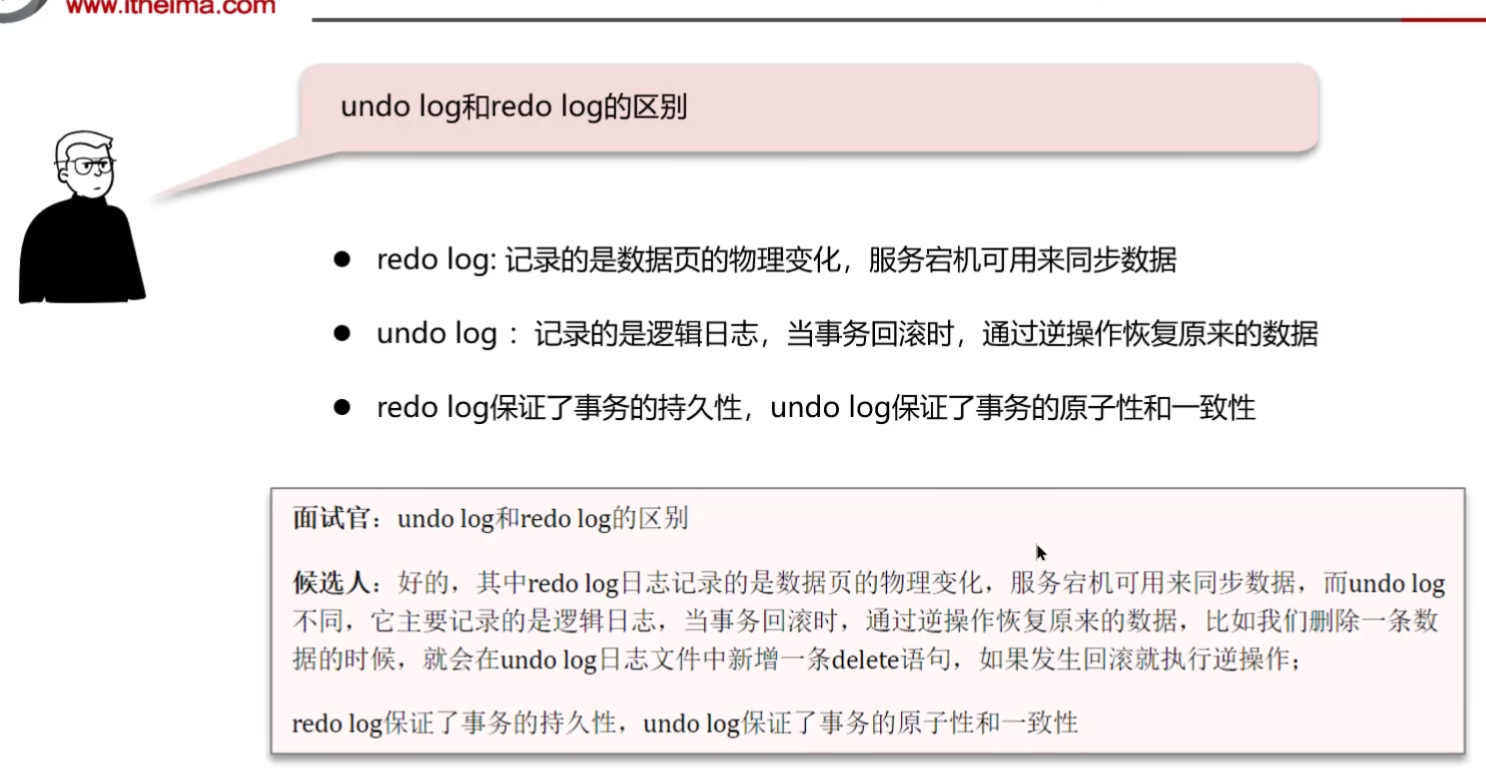 www.itheima.com
undo log和redo log的区别
● redo log: 记录的是数据页的物理变化，服务宕机可用来同步数据
● undo log ：记录的是逻辑日志，当事务回滚时，通过逆操作恢复原来的数据
● redo log保证了事务的持久性，undo log保证了事务的原子性和一致性
面试官：undo log和redo log的区别
候选人：好的，其中redo log日志记录的是数据页的物理变化，服务宕机可用来同步数据，而undo log
不同，它主要记录的是逻辑日志，当事务回滚时，通过逆操作恢复原来的数据，比如我们删除一条数
据的时候，就会在undo log日志文件中新增一条delete语句，如果发生回滚就执行逆操作；
redo log保证了事务的持久性，undo log保证了事务的原子性和一致性